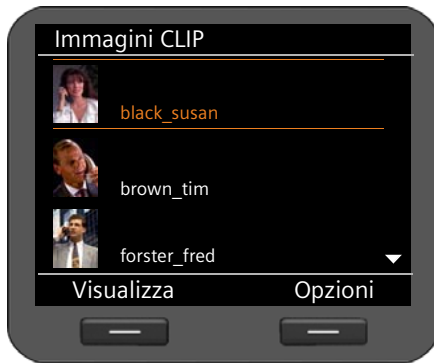 Immagini CLIP
black_susan
brown_tim
forster_fred
Visualizza Opzioni